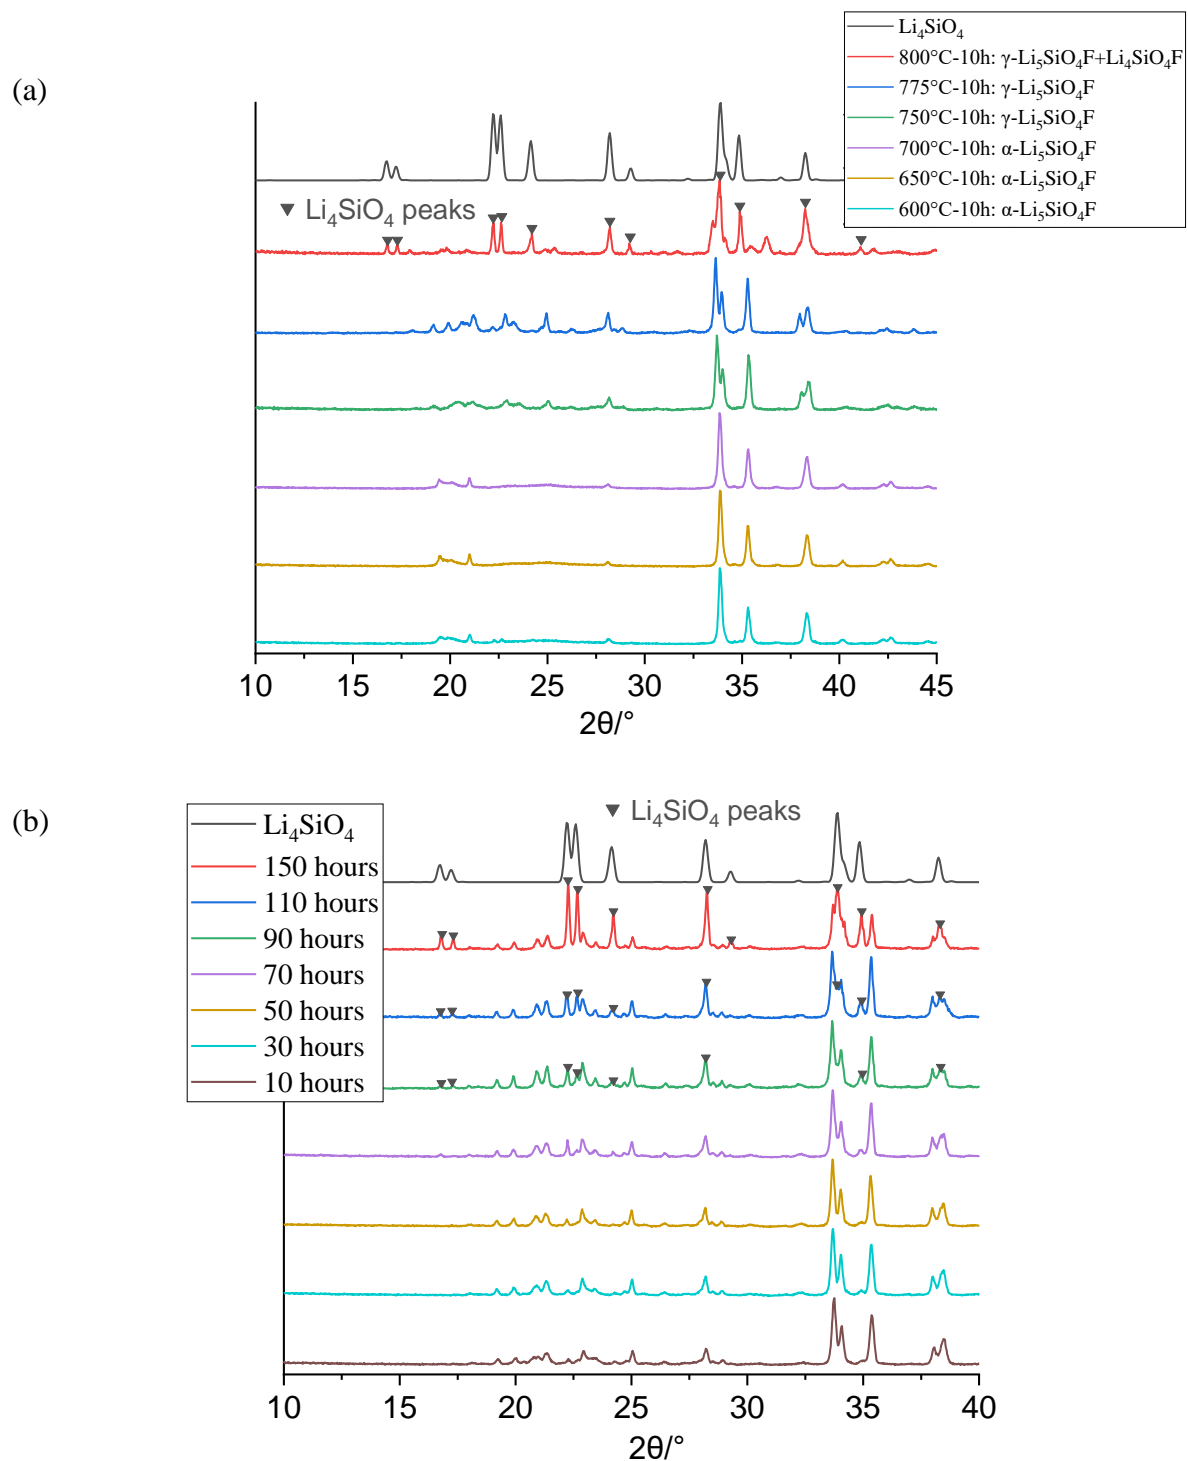 (a)
Li₄SiO₄
800°C-10h: γ-Li₅SiO₄F+Li₄SiO₄F
775°C-10h: γ-Li₅SiO₄F
750°C-10h: γ-Li₅SiO₄F
700°C-10h: α-Li₅SiO₄F
650°C-10h: α-Li₅SiO₄F
600°C-10h: α-Li₅SiO₄F
▼ Li₄SiO₄ peaks
10 15 20 25 30 35 40 45
2θ/°
(b)
▼ Li₄SiO₄ peaks
Li₄SiO₄
150 hours
110 hours
90 hours
70 hours
50 hours
30 hours
10 hours
10 15 20 25 30 35 40
2θ/°